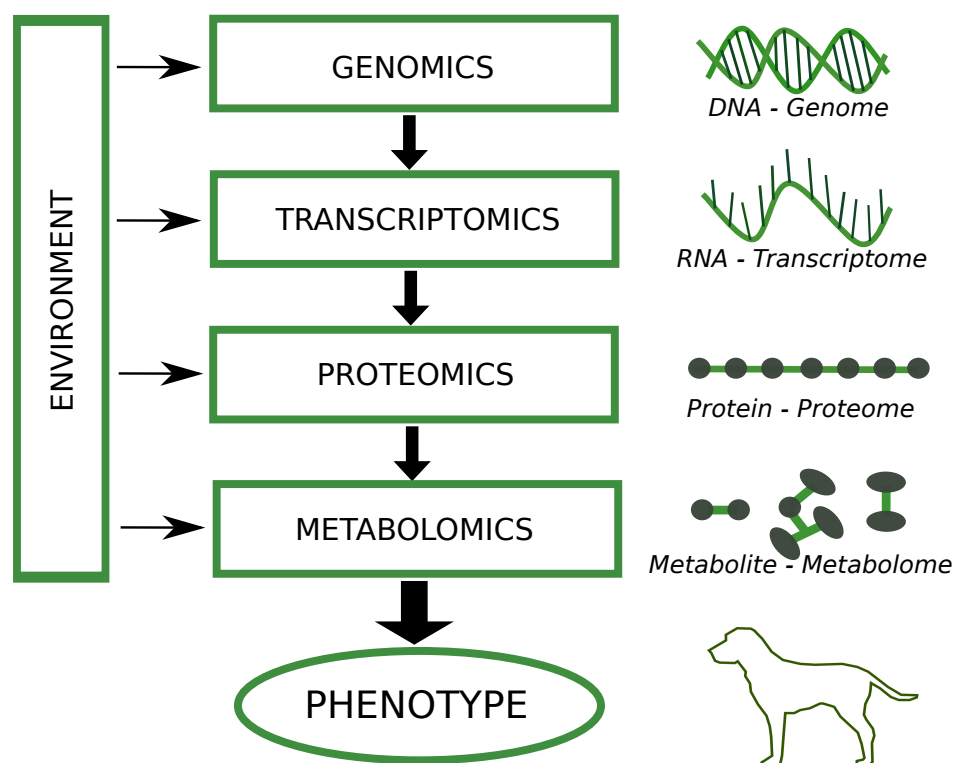 ENVIRONMENT
GENOMICS
DNA - Genome
TRANSCRIPTOMICS
RNA - Transcriptome
PROTEOMICS
Protein - Proteome
METABOLOMICS
Metabolite - Metabolome
PHENOTYPE